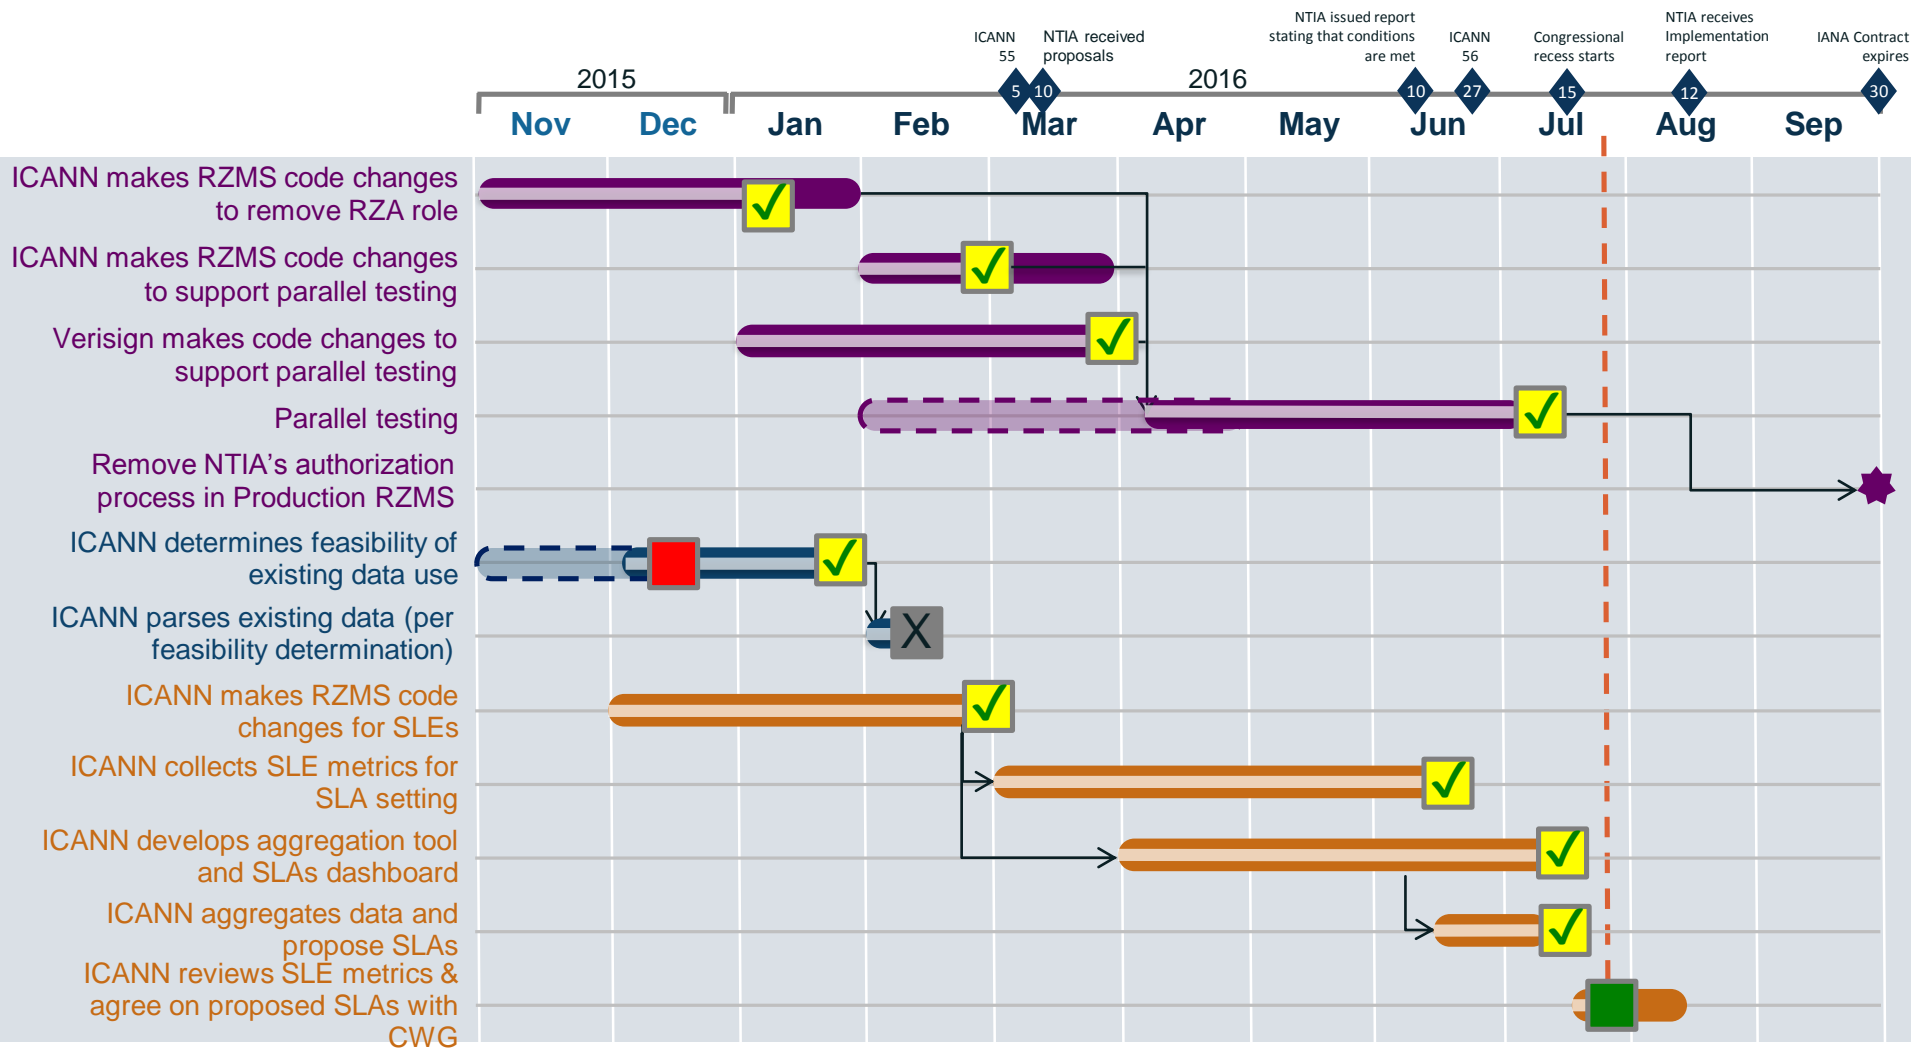 NTIA issued report
stating that conditions
are met
NTIA receives
Implementation
report
ICANN
55
NTIA received
proposals
ICANN
56
Congressional
recess starts
IANA Contract
expires
2015
2016
5
10
10
27
15
12
30
Nov
Dec
Jan
Feb
Mar
Apr
May
Jun
Jul
Aug
Sep
ICANN makes RZMS code changes
to remove RZA role
ICANN makes RZMS code changes
to support parallel testing
Verisign makes code changes to
support parallel testing
Parallel testing
Remove NTIA’s authorization
process in Production RZMS
ICANN determines feasibility of
existing data use
ICANN parses existing data (per
feasibility determination)
X
ICANN makes RZMS code
changes for SLEs
ICANN collects SLE metrics for
SLA setting
ICANN develops aggregation tool
and SLAs dashboard
ICANN aggregates data and
propose SLAs
ICANN reviews SLE metrics &
agree on proposed SLAs with
CWG